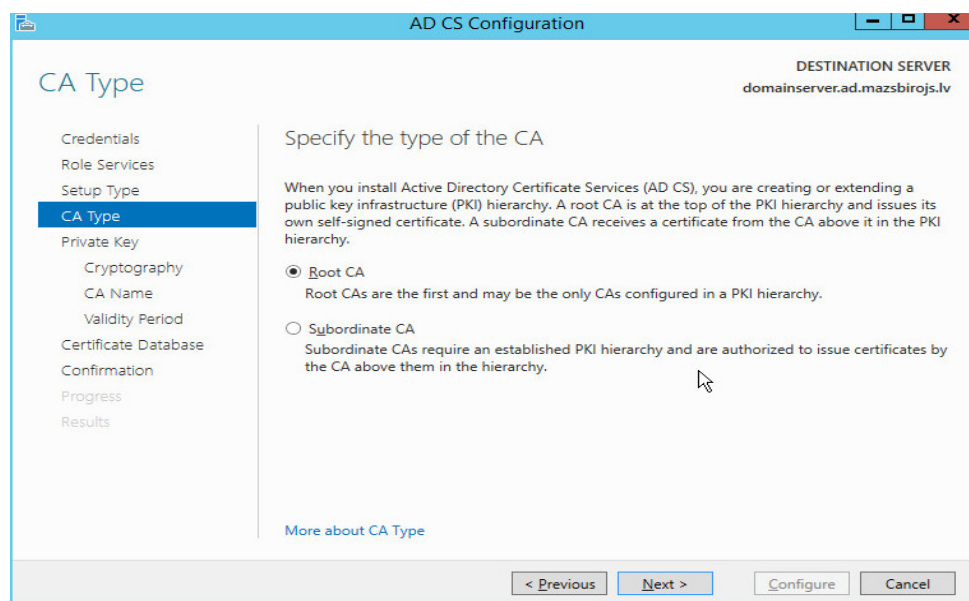 AD CS Configuration
CA Type
DESTINATION SERVER
domainserver.ad.mazsbirojs.lv
Credentials
Role Services
Setup Type
CA Type
Private Key
Cryptography
CA Name
Validity Period
Certificate Database
Confirmation
Progress
Results
Specify the type of the CA
When you install Active Directory Certificate Services (AD CS), you are creating or extending a
public key infrastructure (PKI) hierarchy. A root CA is at the top of the PKI hierarchy and issues its
own self-signed certificate. A subordinate CA receives a certificate from the CA above it in the PKI
hierarchy.
Root CA
Root CAs are the first and may be the only CAs configured in a PKI hierarchy.
Subordinate CA
Subordinate CAs require an established PKI hierarchy and are authorized to issue certificates by
the CA above them in the hierarchy.
More about CA Type
< Previous
Next >
Configure
Cancel